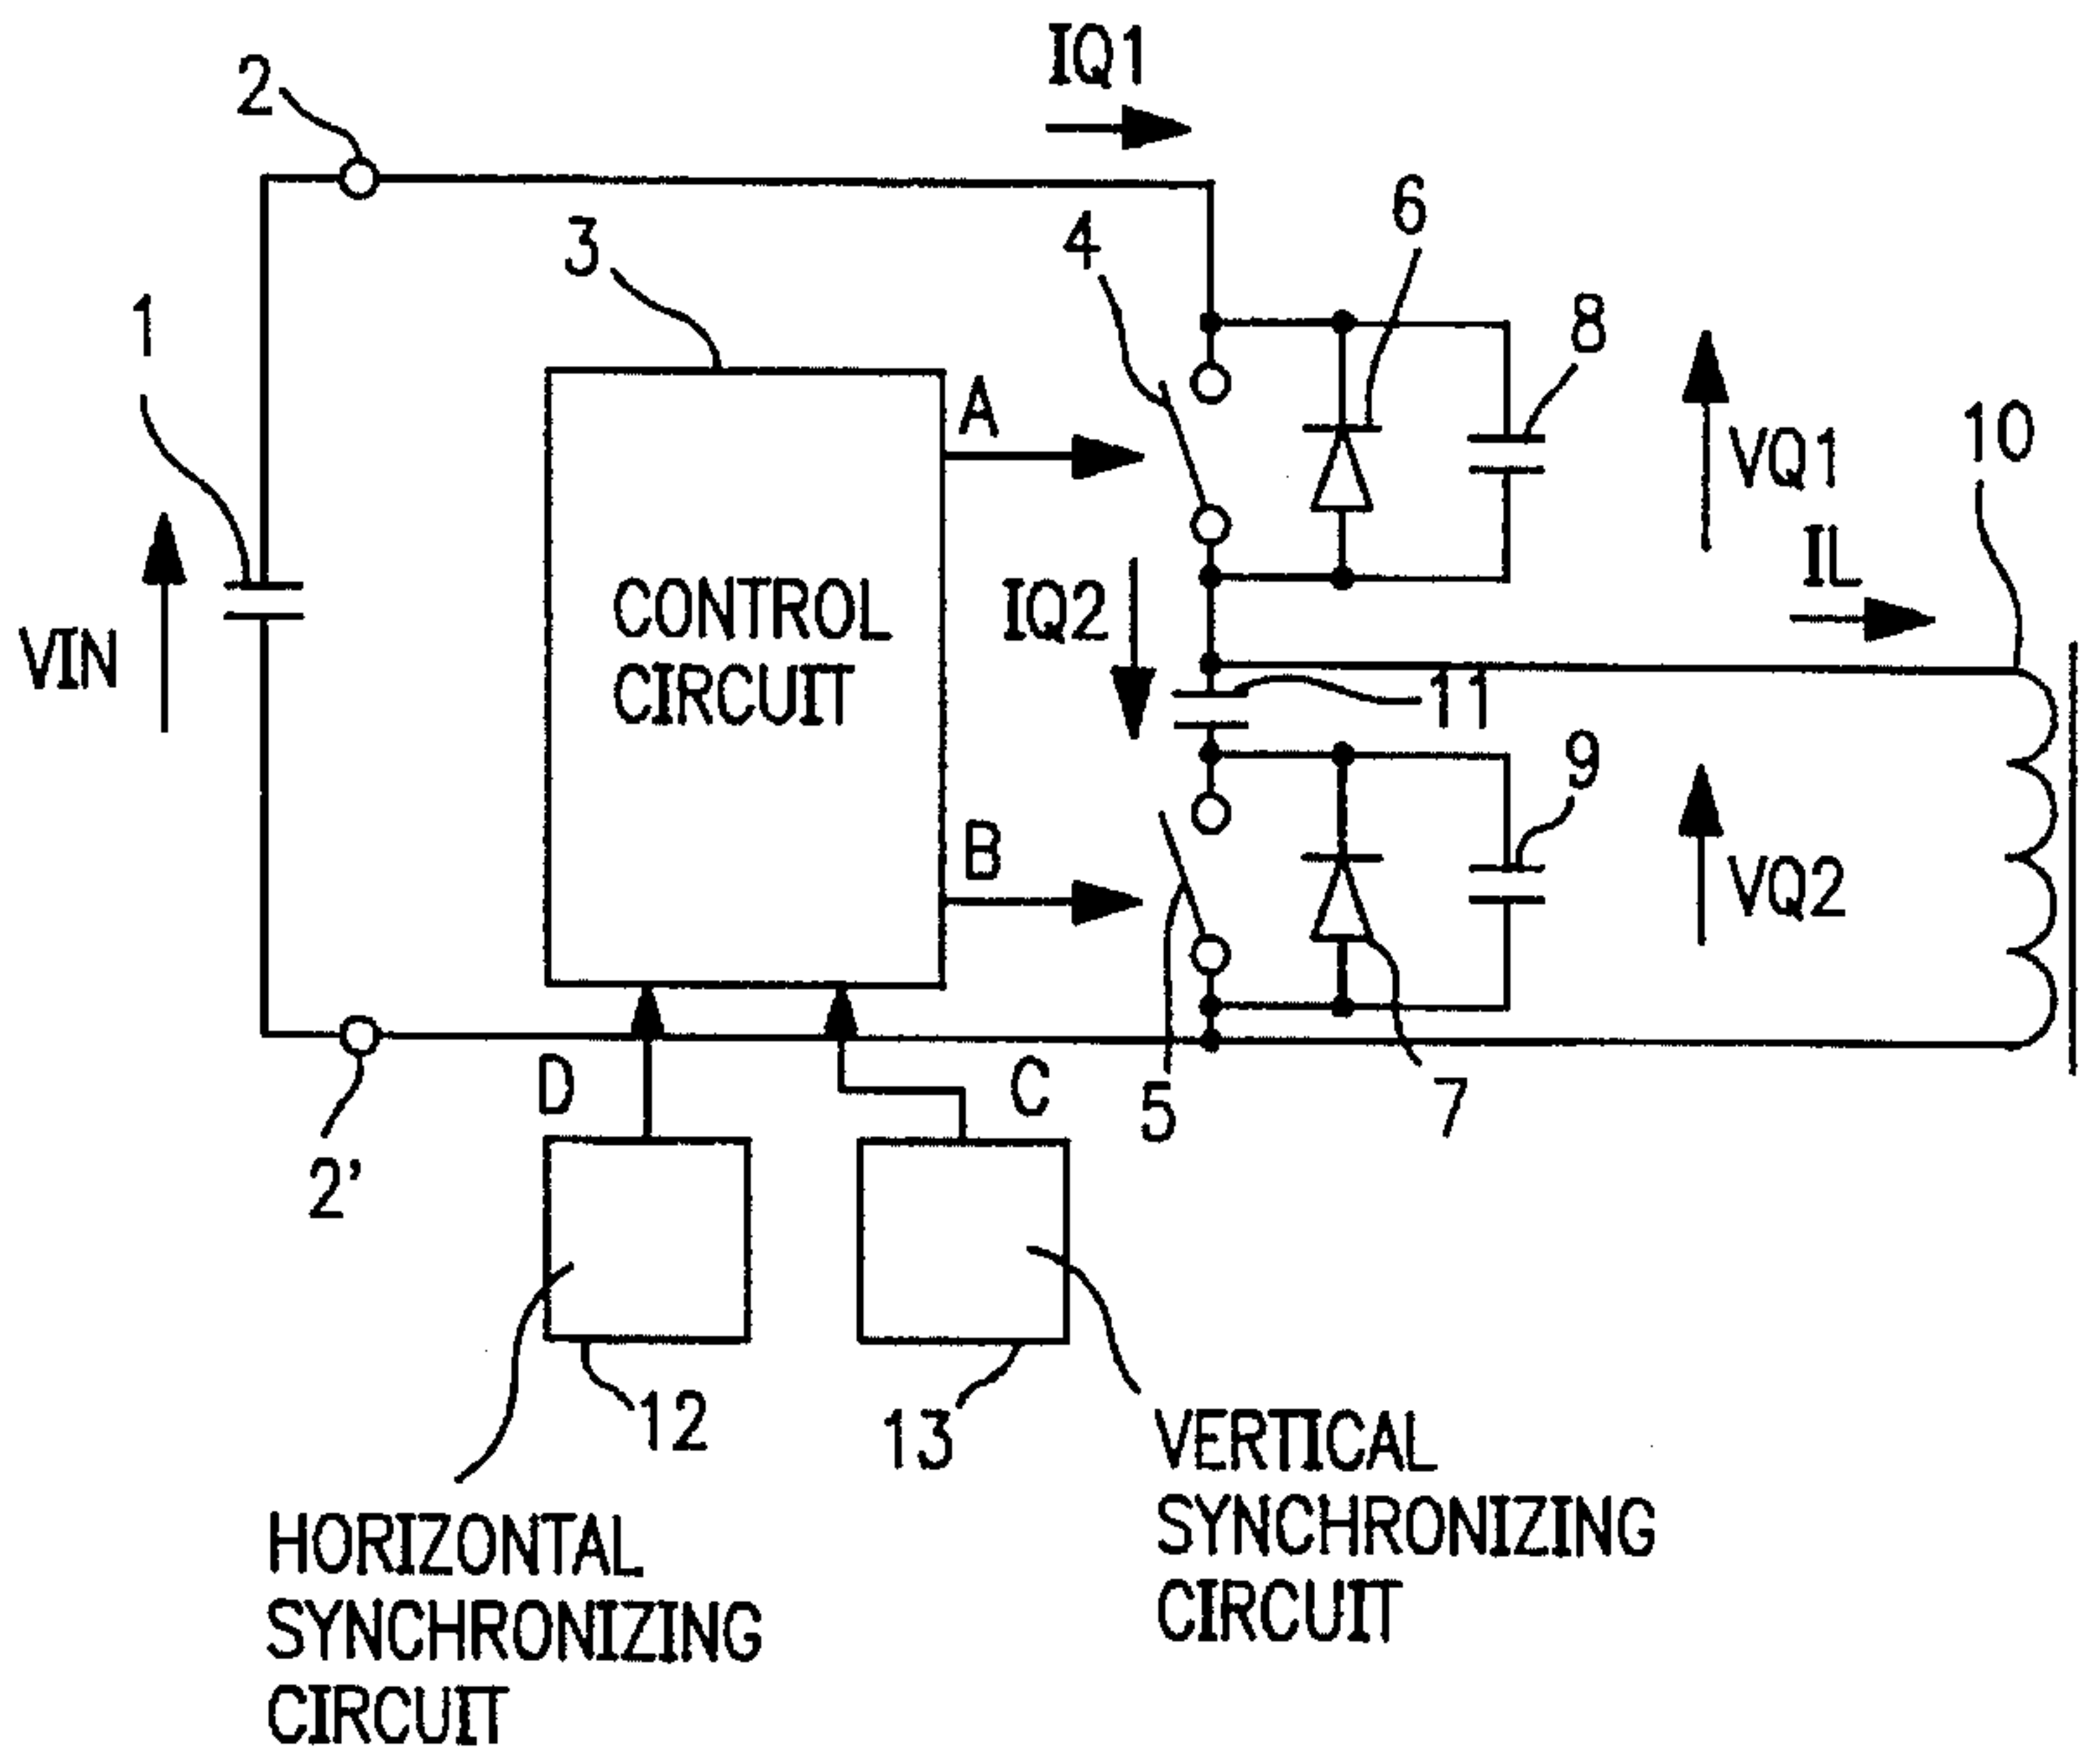 IQ1
2
6
4
3
8
1
A
10
VQ1
IL
CONTROL
CIRCUIT
IQ2
VIN
11
9
B
VQ2
D
C
5
7
2'
12
13
VERTICAL
SYNCHRONIZING
CIRCUIT
HORIZONTAL
SYNCHRONIZING
CIRCUIT